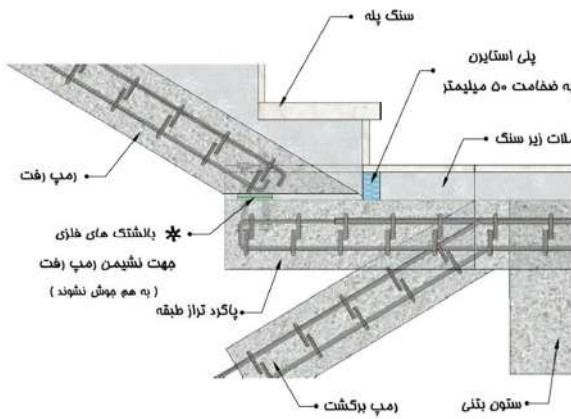 سنگ پله
پلی استایرن
به ضخامت ۵۰ میلیمتر
ملات زیر سنگ
رمپ رفت
* بالشتک های فلزی
جهت نشیمن رمپ رفت
( به هم جوش نشوند )
پاگرد تراز طبقه
رمپ برگشت
ستون بتنی